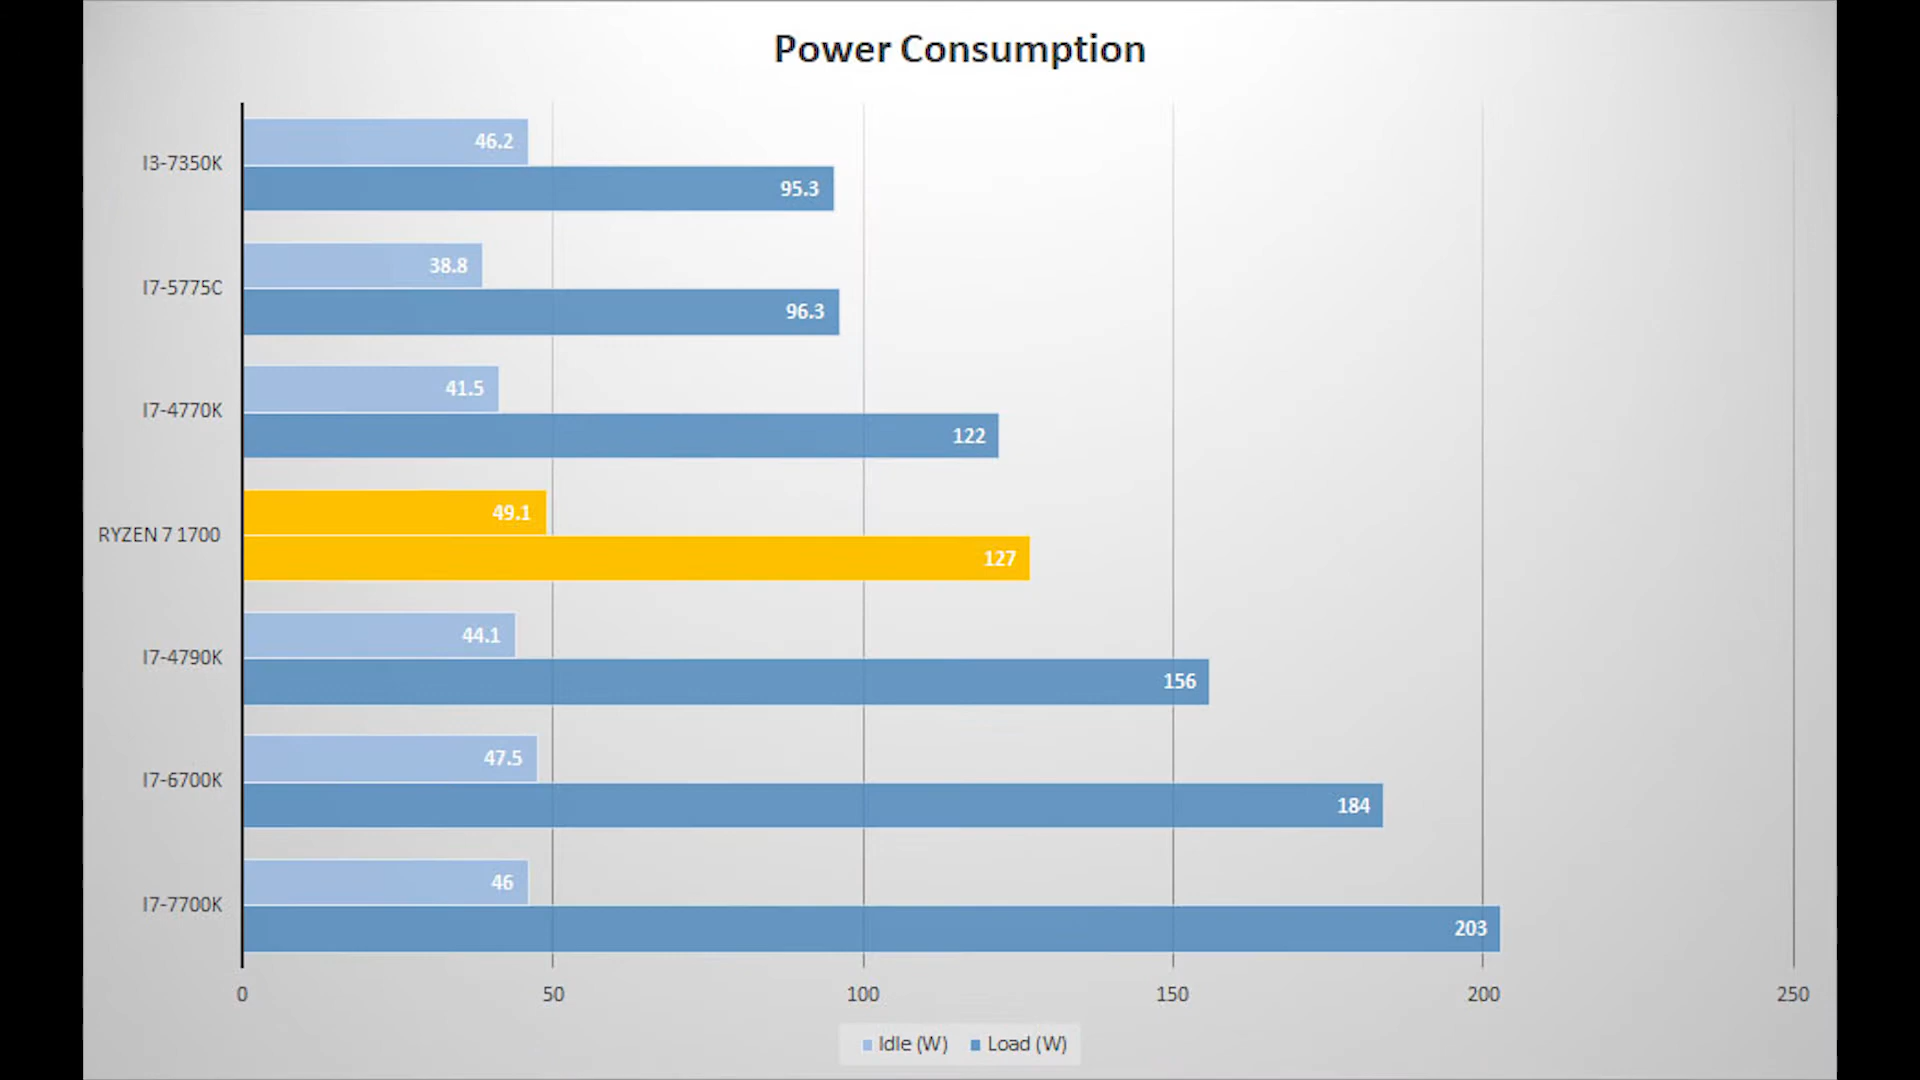 Power Consumption
I3-7350K
46.2
95.3
I7-5775C
38.8
96.3
I7-4770K
41.5
122
RYZEN 7 1700
49.1
127
I7-4790K
44.1
156
I7-6700K
47.5
184
I7-7700K
46
203
0 50 100 150 200 250
Idle (W) Load (W)